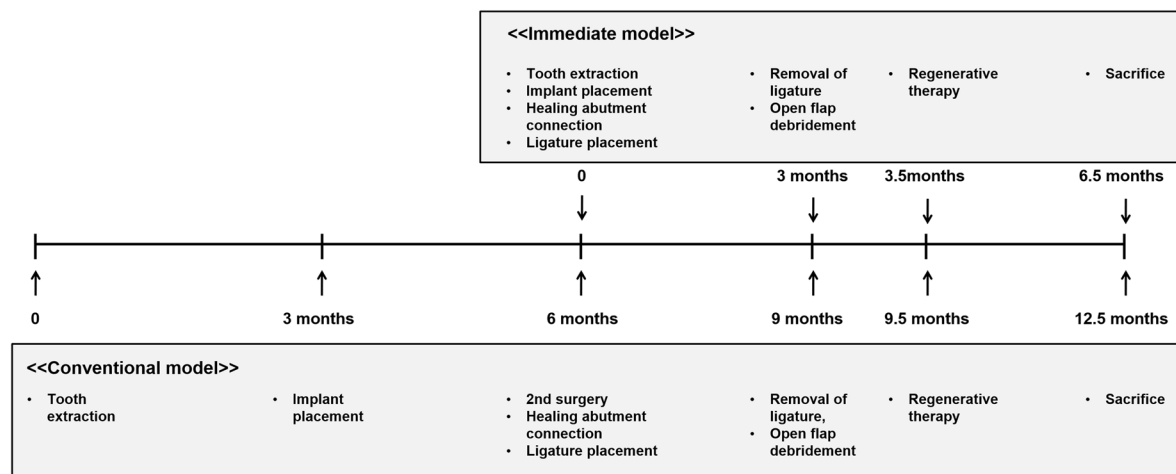 <<Immediate model>>
• Tooth extraction
• Implant placement
• Healing abutment
connection
• Ligature placement
• Removal of
ligature
• Open flap
debridement
• Regenerative
therapy
• Sacrifice
0
3 months
3.5months
6.5 months
0
3 months
6 months
9 months
9.5 months
12.5 months
<<Conventional model>>
• Tooth
extraction
• Implant
placement
• 2nd surgery
• Healing abutment
connection
• Ligature placement
• Removal of
ligature,
• Open flap
debridement
• Regenerative
therapy
• Sacrifice